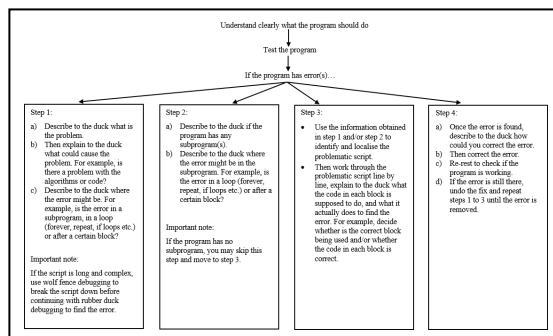 Understand clearly what the program should do
Test the program
If the program has error(s)…
Step 1:
a) Describe to the duck what is
the problem.
b) Then explain to the duck
what could cause the
problem. For example, is
there a problem with the
algorithms or code?
c) Describe to the duck where
the error might be. For
example, is the error in a
subprogram, in a loop
(forever, repeat, if loops etc.)
or after a certain block?
Important note:
If the script is long and complex,
use wolf fence debugging to
break the script down before
continuing with rubber duck
debugging to find the error.
Step 2:
a) Describe to the duck if the
program has any
subprogram(s).
b) Describe to the duck where
the error might be in the
subprogram. For example, is
the error in a loop (forever,
repeat, if loops etc.) or after a
certain block?
Important note:
If the program has no
subprogram, you may skip this
step and move to step 3.
Step 3:
• Use the information obtained
in step 1 and/or step 2 to
identify and localise the
problematic script.
• Then work through the
problematic script line by
line, explain to the duck what
the code in each block is
supposed to do, and what it
actually does to find the
error. For example, decide
whether is the correct block
being used and/or whether
the code in each block is
correct.
Step 4:
a) Once the error is found,
describe to the duck how
could you correct the error.
b) Then correct the error.
c) Re-rest to check if the
program is working.
d) If the error is still there,
undo the fix and repeat
steps 1 to 3 until the error is
removed.